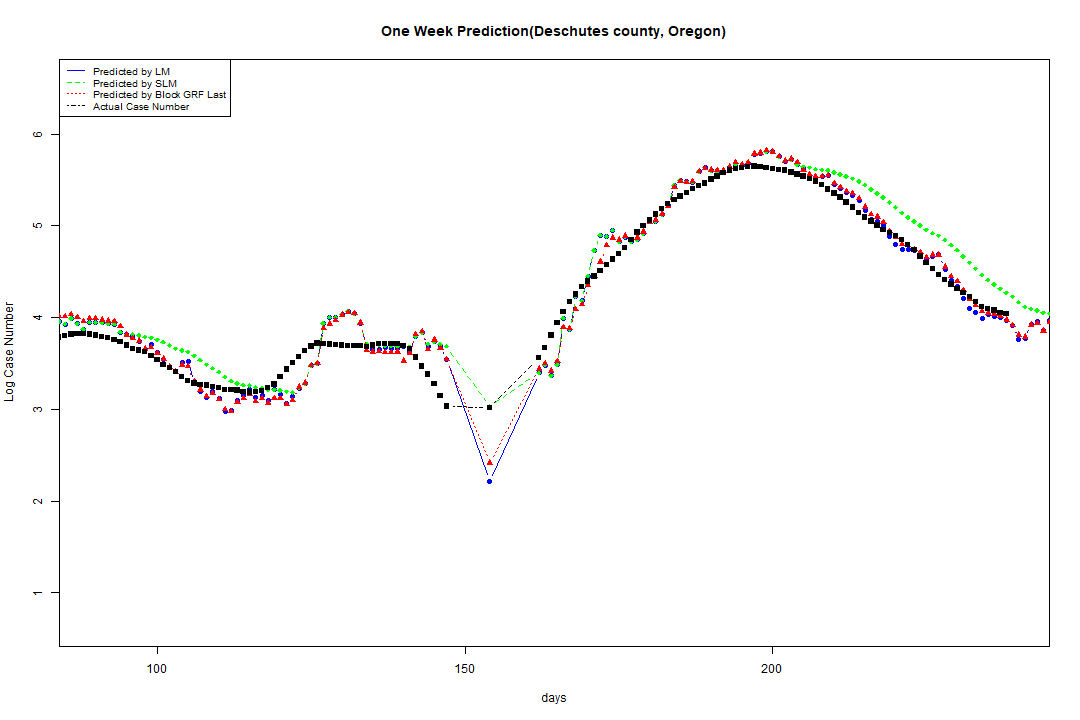 One Week Prediction(Deschutes county, Oregon)
Predicted by LM
Predicted by SLM
Predicted by Block GRF Last
Actual Case Number
Log Case Number
6
5
4
3
2
1
100 150 200
days